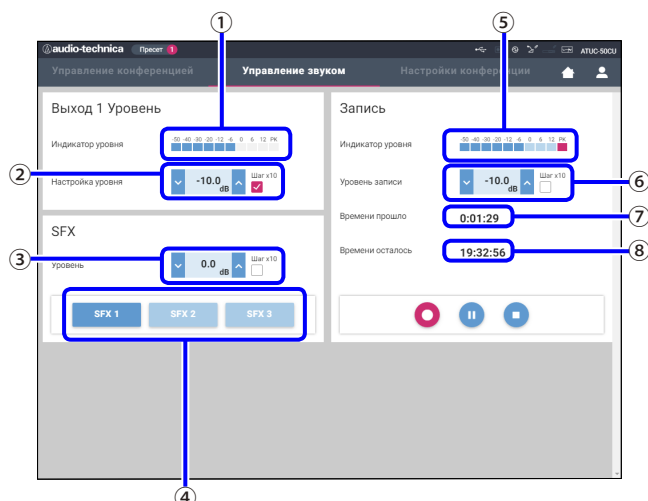 ① ⑤
audio-technica Пресет 1 ATUC-50CU
Управление конференцией Управление звуком Настройки конференции
Выход 1 Уровень
Индикатор уровня -50 -40 -30 -20 -12 -6 0 6 12 PK
② Настройка уровня -10.0 dB Шаг x10
SFX
③ Уровень 0.0 dB Шаг x10
SFX 1 SFX 2 SFX 3
④
Запись
Индикатор уровня -50 -40 -30 -20 -12 -6 0 6 12 PK
Уровень записи -10.0 dB Шаг x10 ⑥
Времени прошло 0:01:29 ⑦
Времени осталось 19:32:56 ⑧